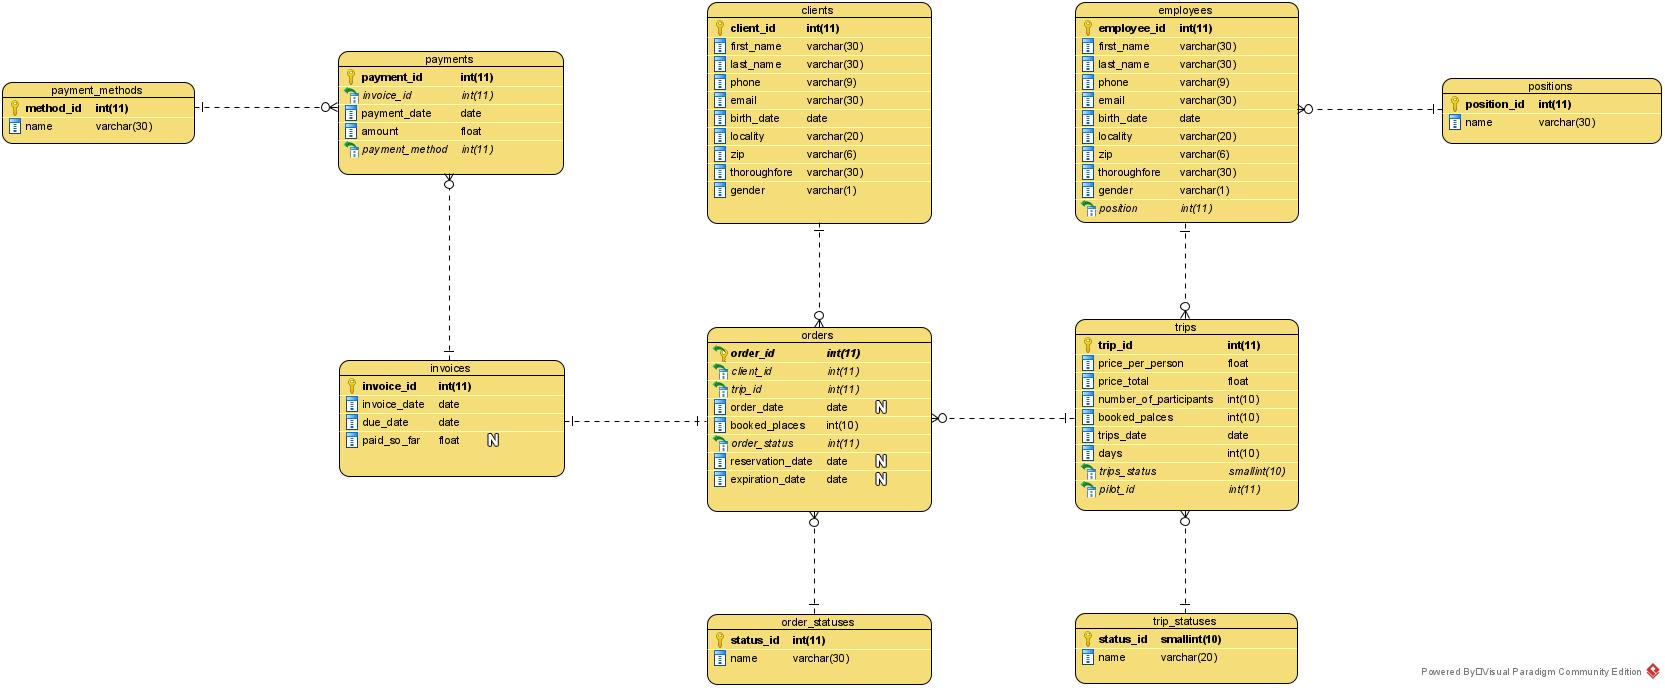 payment_methods
method_id int(11)
name varchar(30)
payments
payment_id int(11)
invoice_id int(11)
payment_date date
amount float
payment_method int(11)
clients
client_id int(11)
first_name varchar(30)
last_name varchar(30)
phone varchar(9)
email varchar(30)
birth_date date
locality varchar(20)
zip varchar(6)
thoroughfore varchar(30)
gender varchar(1)
employees
employee_id int(11)
first_name varchar(30)
last_name varchar(30)
phone varchar(9)
email varchar(30)
birth_date date
locality varchar(20)
zip varchar(6)
thoroughfore varchar(30)
gender varchar(1)
position int(11)
positions
position_id int(11)
name varchar(30)
invoices
invoice_id int(11)
invoice_date date
due_date date
paid_so_far float N
orders
order_id int(11)
client_id int(11)
trip_id int(11)
order_date date N
booked_places int(10)
order_status int(11)
reservation_date date N
expiration_date date N
trips
trip_id int(11)
price_per_person float
price_total float
number_of_participants int(10)
booked_palces int(10)
trips_date date
days int(10)
trips_status smallint(10)
pilot_id int(11)
order_statuses
status_id int(11)
name varchar(30)
trip_statuses
status_id smallint(10)
name varchar(20)
Powered By□Visual Paradigm Community Edition